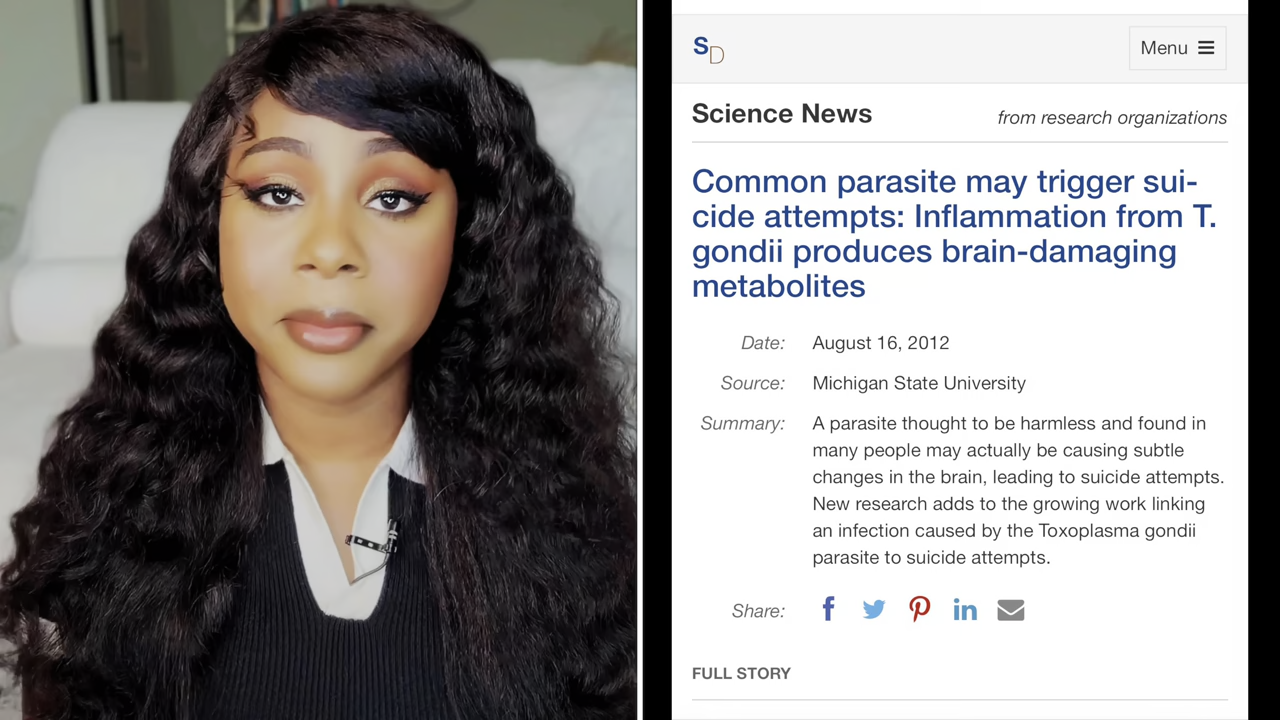 SD
Menu
Science News
from research organizations
Common parasite may trigger sui-
cide attempts: Inflammation from T.
gondii produces brain-damaging
metabolites
Date: August 16, 2012
Source: Michigan State University
Summary: A parasite thought to be harmless and found in
many people may actually be causing subtle
changes in the brain, leading to suicide attempts.
New research adds to the growing work linking
an infection caused by the Toxoplasma gondii
parasite to suicide attempts.
Share:
FULL STORY